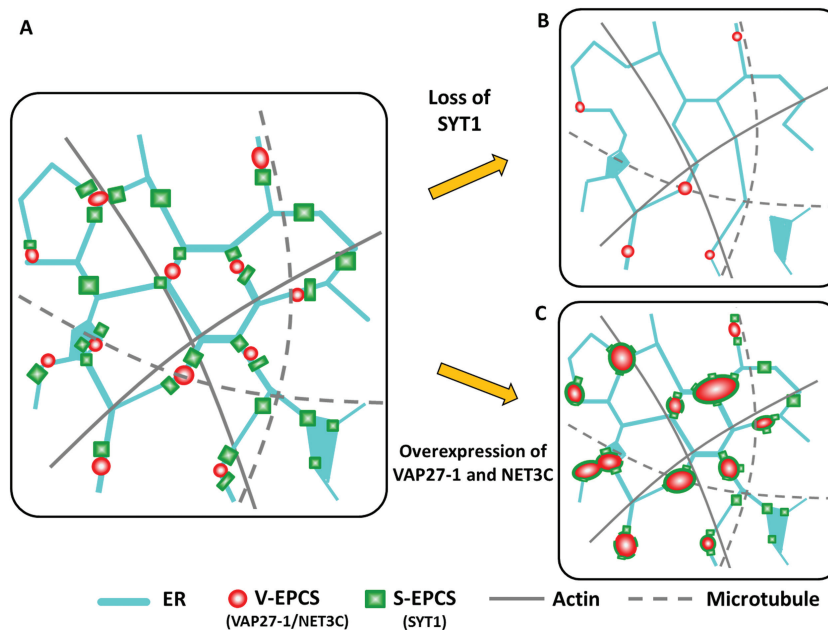 A
B
Loss of
SYT1
C
Overexpression of
VAP27-1 and NET3C
ER
V-EPCS
(VAP27-1/NET3C)
S-EPCS
(SYT1)
Actin
Microtubule